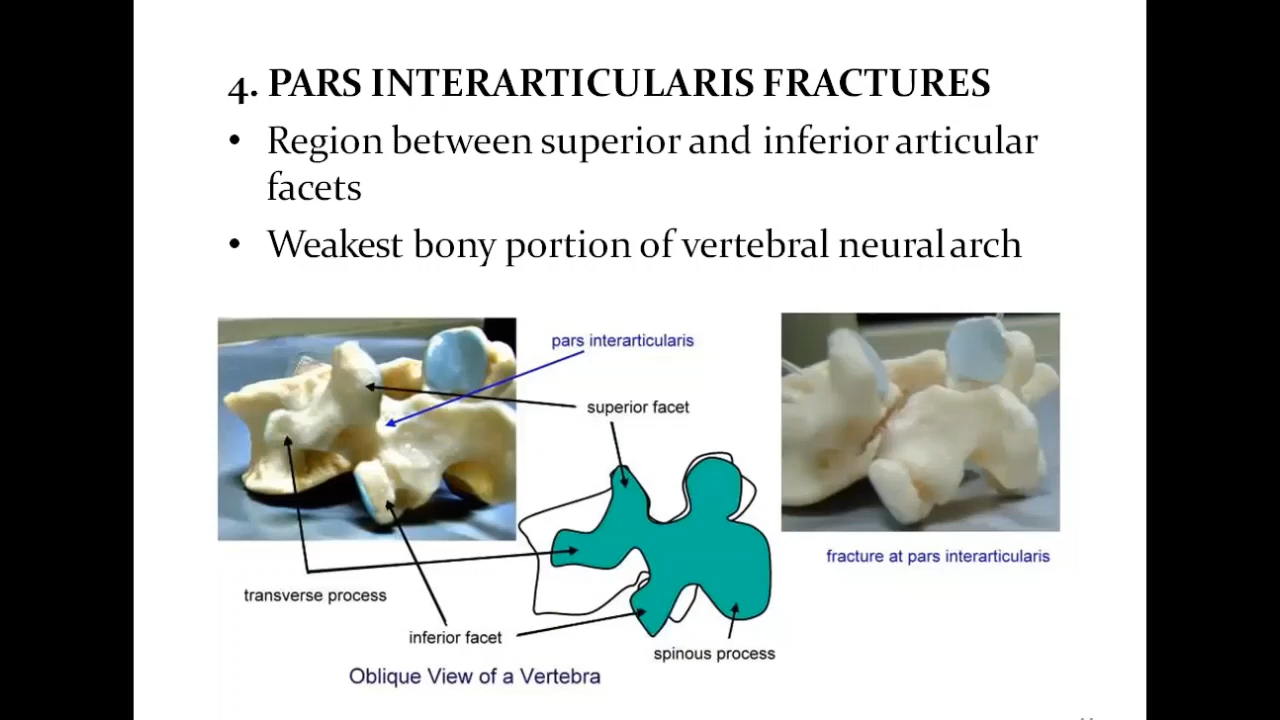 4. PARS INTERARTICULARIS FRACTURES
• Region between superior and inferior articular
facets
• Weakest bony portion of vertebral neural arch
pars interarticularis
superior facet
fracture at pars interarticularis
transverse process
inferior facet
spinous process
Oblique View of a Vertebra